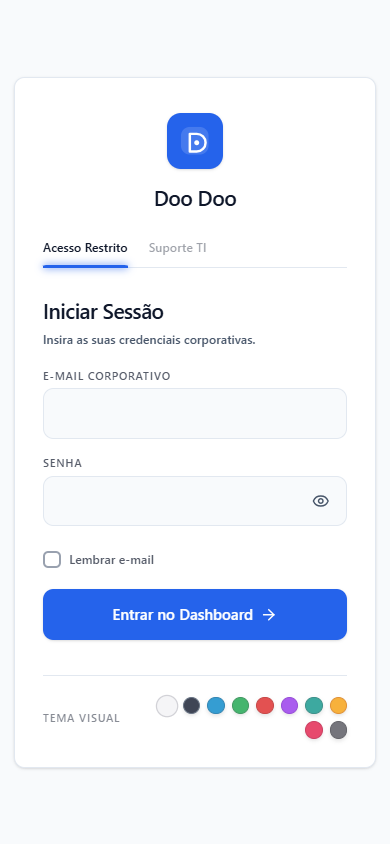 Doo Doo
Acesso Restrito
Suporte TI
Iniciar Sessão
Insira as suas credenciais corporativas.
E-MAIL CORPORATIVO
SENHA
Lembrar e-mail
Entrar no Dashboard →
TEMA VISUAL